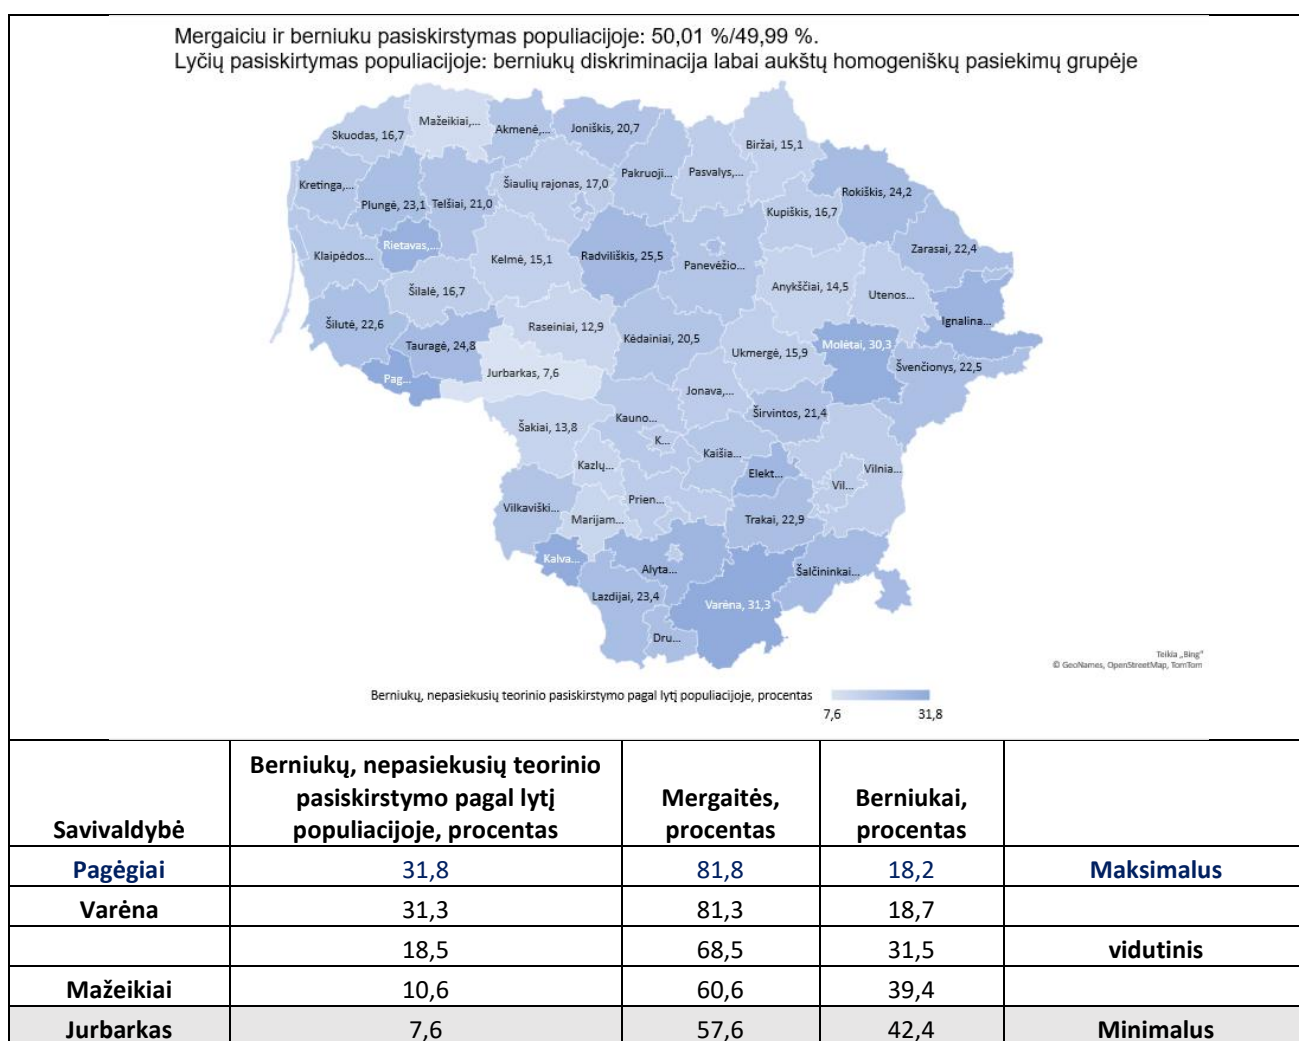 Mergaiciu ir berniuku pasiskirstymas populiacijoje: 50,01 %/49,99 %.
Lyčių pasiskirtymas populiacijoje: berniukų diskriminacija labai aukštų homogeniškų pasiekimų grupėje
Skuodas, 16,7
Mažeikiai,...
Akmenė,...
Joniškis, 20,7
Biržai, 15,1
Kretinga,...
Plungė, 23,1
Telšiai, 21,0
Šiaulių rajonas, 17,0
Pakruoji...
Pasvalys,...
Rokiškis, 24,2
Kupiškis, 16,7
Zarasai, 22,4
Klaipėdos...
Rietavas,...
Kelmė, 15,1
Radviliškis, 25,5
Panevėžio...
Anykščiai, 14,5
Utenos...
Šilalė, 16,7
Ignalina...
Šilutė, 22,6
Tauragė, 24,8
Raseiniai, 12,9
Kėdainiai, 20,5
Ukmergė, 15,9
Molėtai, 30,3
Švenčionys, 22,5
Pag...
Jurbarkas, 7,6
Jonava,...
Širvintos, 21,4
Šakiai, 13,8
Kauno...
K...
Kaišia...
Kazlų...
Elekt...
Vilnia...
Vil...
Prien...
Vilkaviški...
Marijam...
Trakai, 22,9
Kalva...
Alyta...
Šalčininkai...
Lazdijai, 23,4
Varėna, 31,3
Dru...
Teikia „Bing“
© GeoNames, OpenStreetMap, TomTom
Berniukų, nepasiekusių teorinio pasiskirstymo pagal lytį populiacijoje, procentas
7,6 31,8
Savivaldybė Berniukų, nepasiekusių teorinio pasiskirstymo pagal lytį populiacijoje, procentas Mergaitės, procentas Berniukai, procentas
Pagėgiai 31,8 81,8 18,2 Maksimalus
Varėna 31,3 81,3 18,7
18,5 68,5 31,5 vidutinis
Mažeikiai 10,6 60,6 39,4
Jurbarkas 7,6 57,6 42,4 Minimalus